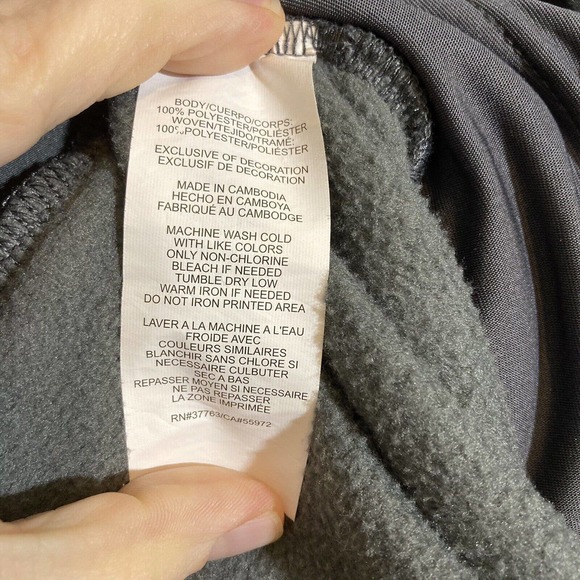 BODY/CUERPO/CORPS:
100% POLYESTER/POLIÉSTER
WOVEN/TEJIDO/TRAMÉ:
100% POLYESTER/POLIÉSTER
EXCLUSIVE OF DECORATION
EXCLUSIF DE DECORATION
MADE IN CAMBODIA
HECHO EN CAMBOYA
FABRIQUÉ AU CAMBODGE
MACHINE WASH COLD
WITH LIKE COLORS
ONLY NON-CHLORINE
BLEACH IF NEEDED
TUMBLE DRY LOW
WARM IRON IF NEEDED
DO NOT IRON PRINTED AREA
LAVER A LA MACHINE A L'EAU
FROIDE AVEC
COULEURS SIMILAIRES
BLANCHIR SANS CHLORE SI
NECESSAIRE CULBUTER
SEC A BAS
REPASSER MOYEN SI NECESSAIRE
NE PAS REPASSER
LA ZONE IMPRIMÉE
RN#37763/CA#55972